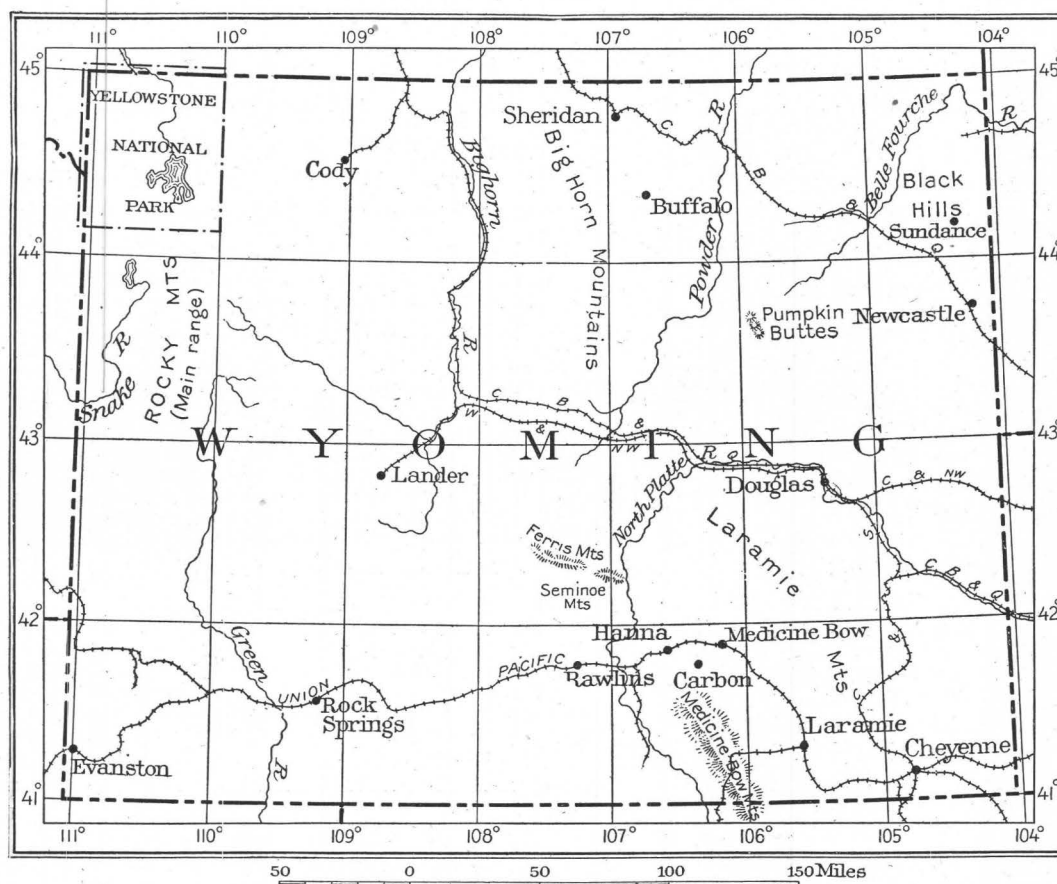 111° 110° 109° 108° 107° 106° 105° 104°
45° 45°
YELLOWSTONE
NATIONAL
PARK
Cody
Bighorn
R
Sheridan
Big Horn Mountains
Buffalo
C B & Q
Powder
R
Belle Fourche
R
Black
Hills
Sundance
44° 44°
ROCKY MTS
(Main range)
Snake
R
Pumpkin
Buttes
Newcastle
C B & Q
C & NW
43° 43°
WYOMING
Lander
North Platte
R
Douglas
C & NW
Ferris Mts
Seminoe
Mts
Laramie
Mts
C & S
C B & Q
42° 42°
Green
R
Hanna
Medicine Bow
UNION PACIFIC
Rawlins
Carbon
Rock
Springs
Medicine Bow Mts
Laramie
Cheyenne
Evanston
41° 41°
111° 110° 109° 108° 107° 106° 105° 104°
50 0 50 100 150 Miles